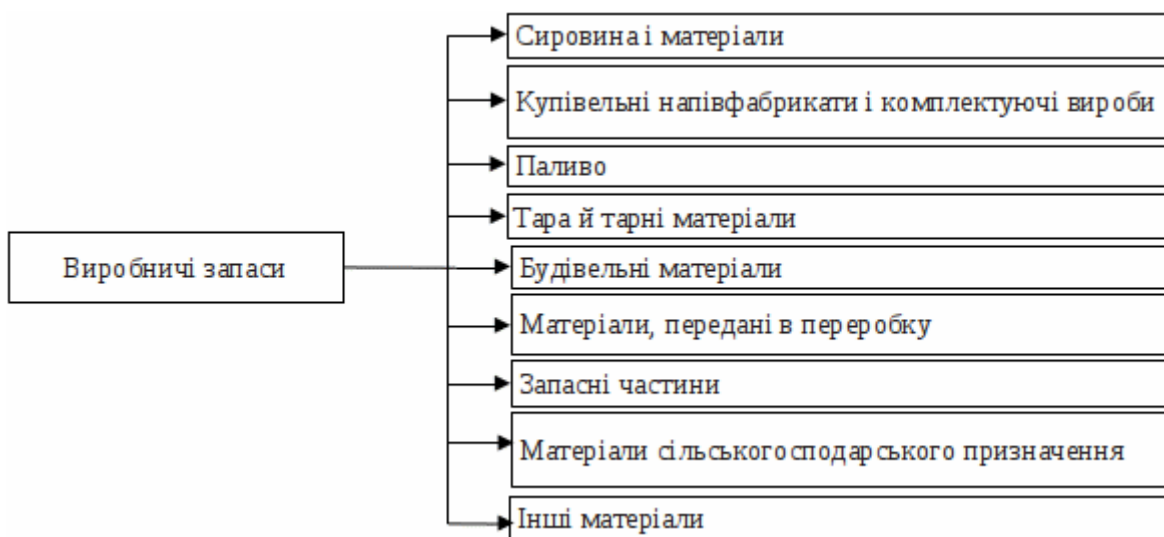 Сировина і матеріали
Купівельні напівфабрикати і комплектуючі вироби
Паливо
Тара й тарні матеріали
Виробничі запаси
Будівельні матеріали
Матеріали, передані в переробку
Запасні частини
Матеріали сільськогосподарського призначення
Інші матеріали